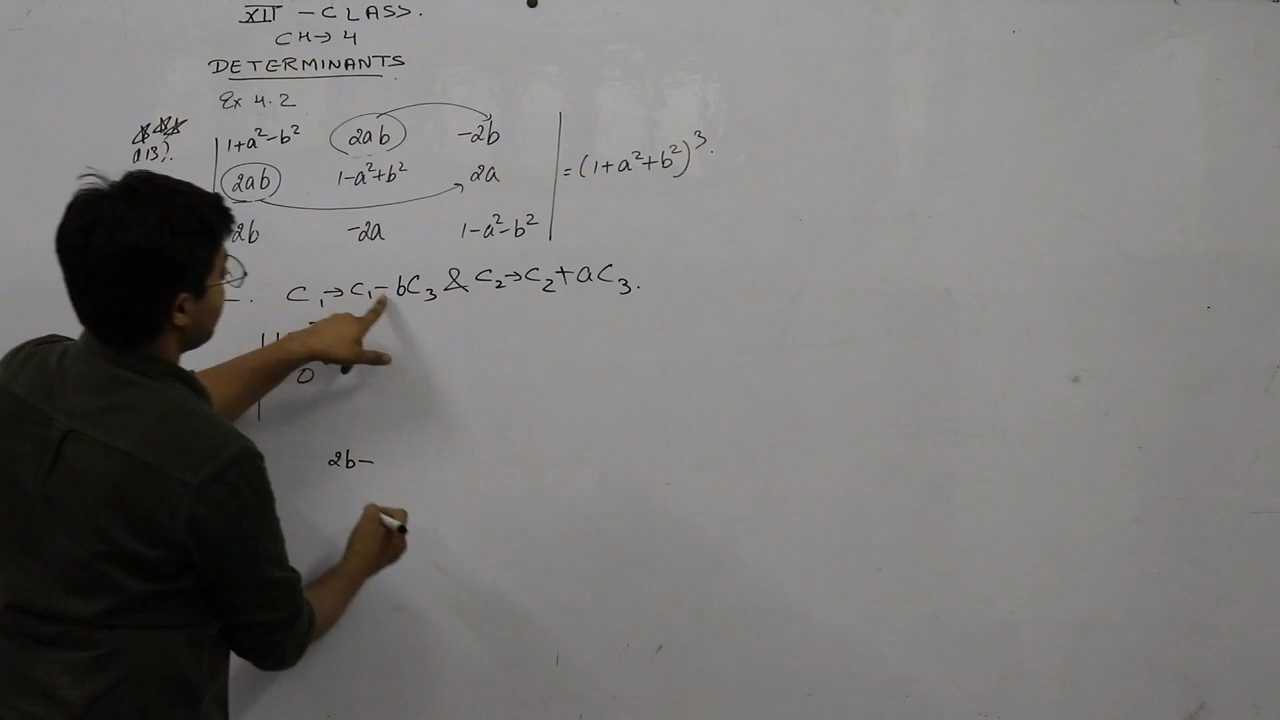 XII - CLASS.
CH→ 4
DETERMINANTS
Ex 4.2
1+a²-b² 2ab -2b
2ab 1-a²+b² 2a = (1+a²+b²)³.
2b -2a 1-a²-b²
C₁→C₁-bC₃ & C₂→C₂+aC₃.
0
2b-